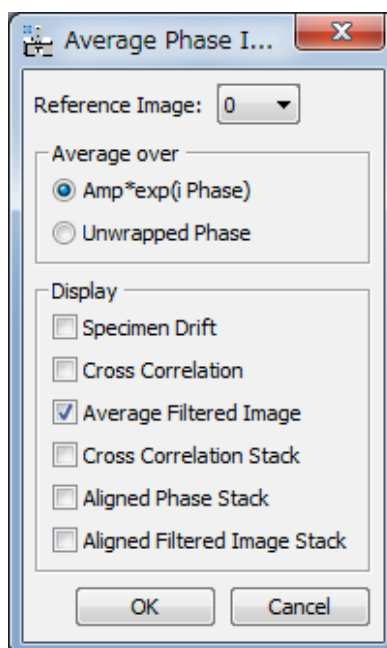 Average Phase I...
Reference Image: 0
Average over
Amp*exp(i Phase)
Unwrapped Phase
Display
Specimen Drift
Cross Correlation
Average Filtered Image
Cross Correlation Stack
Aligned Phase Stack
Aligned Filtered Image Stack
OK Cancel